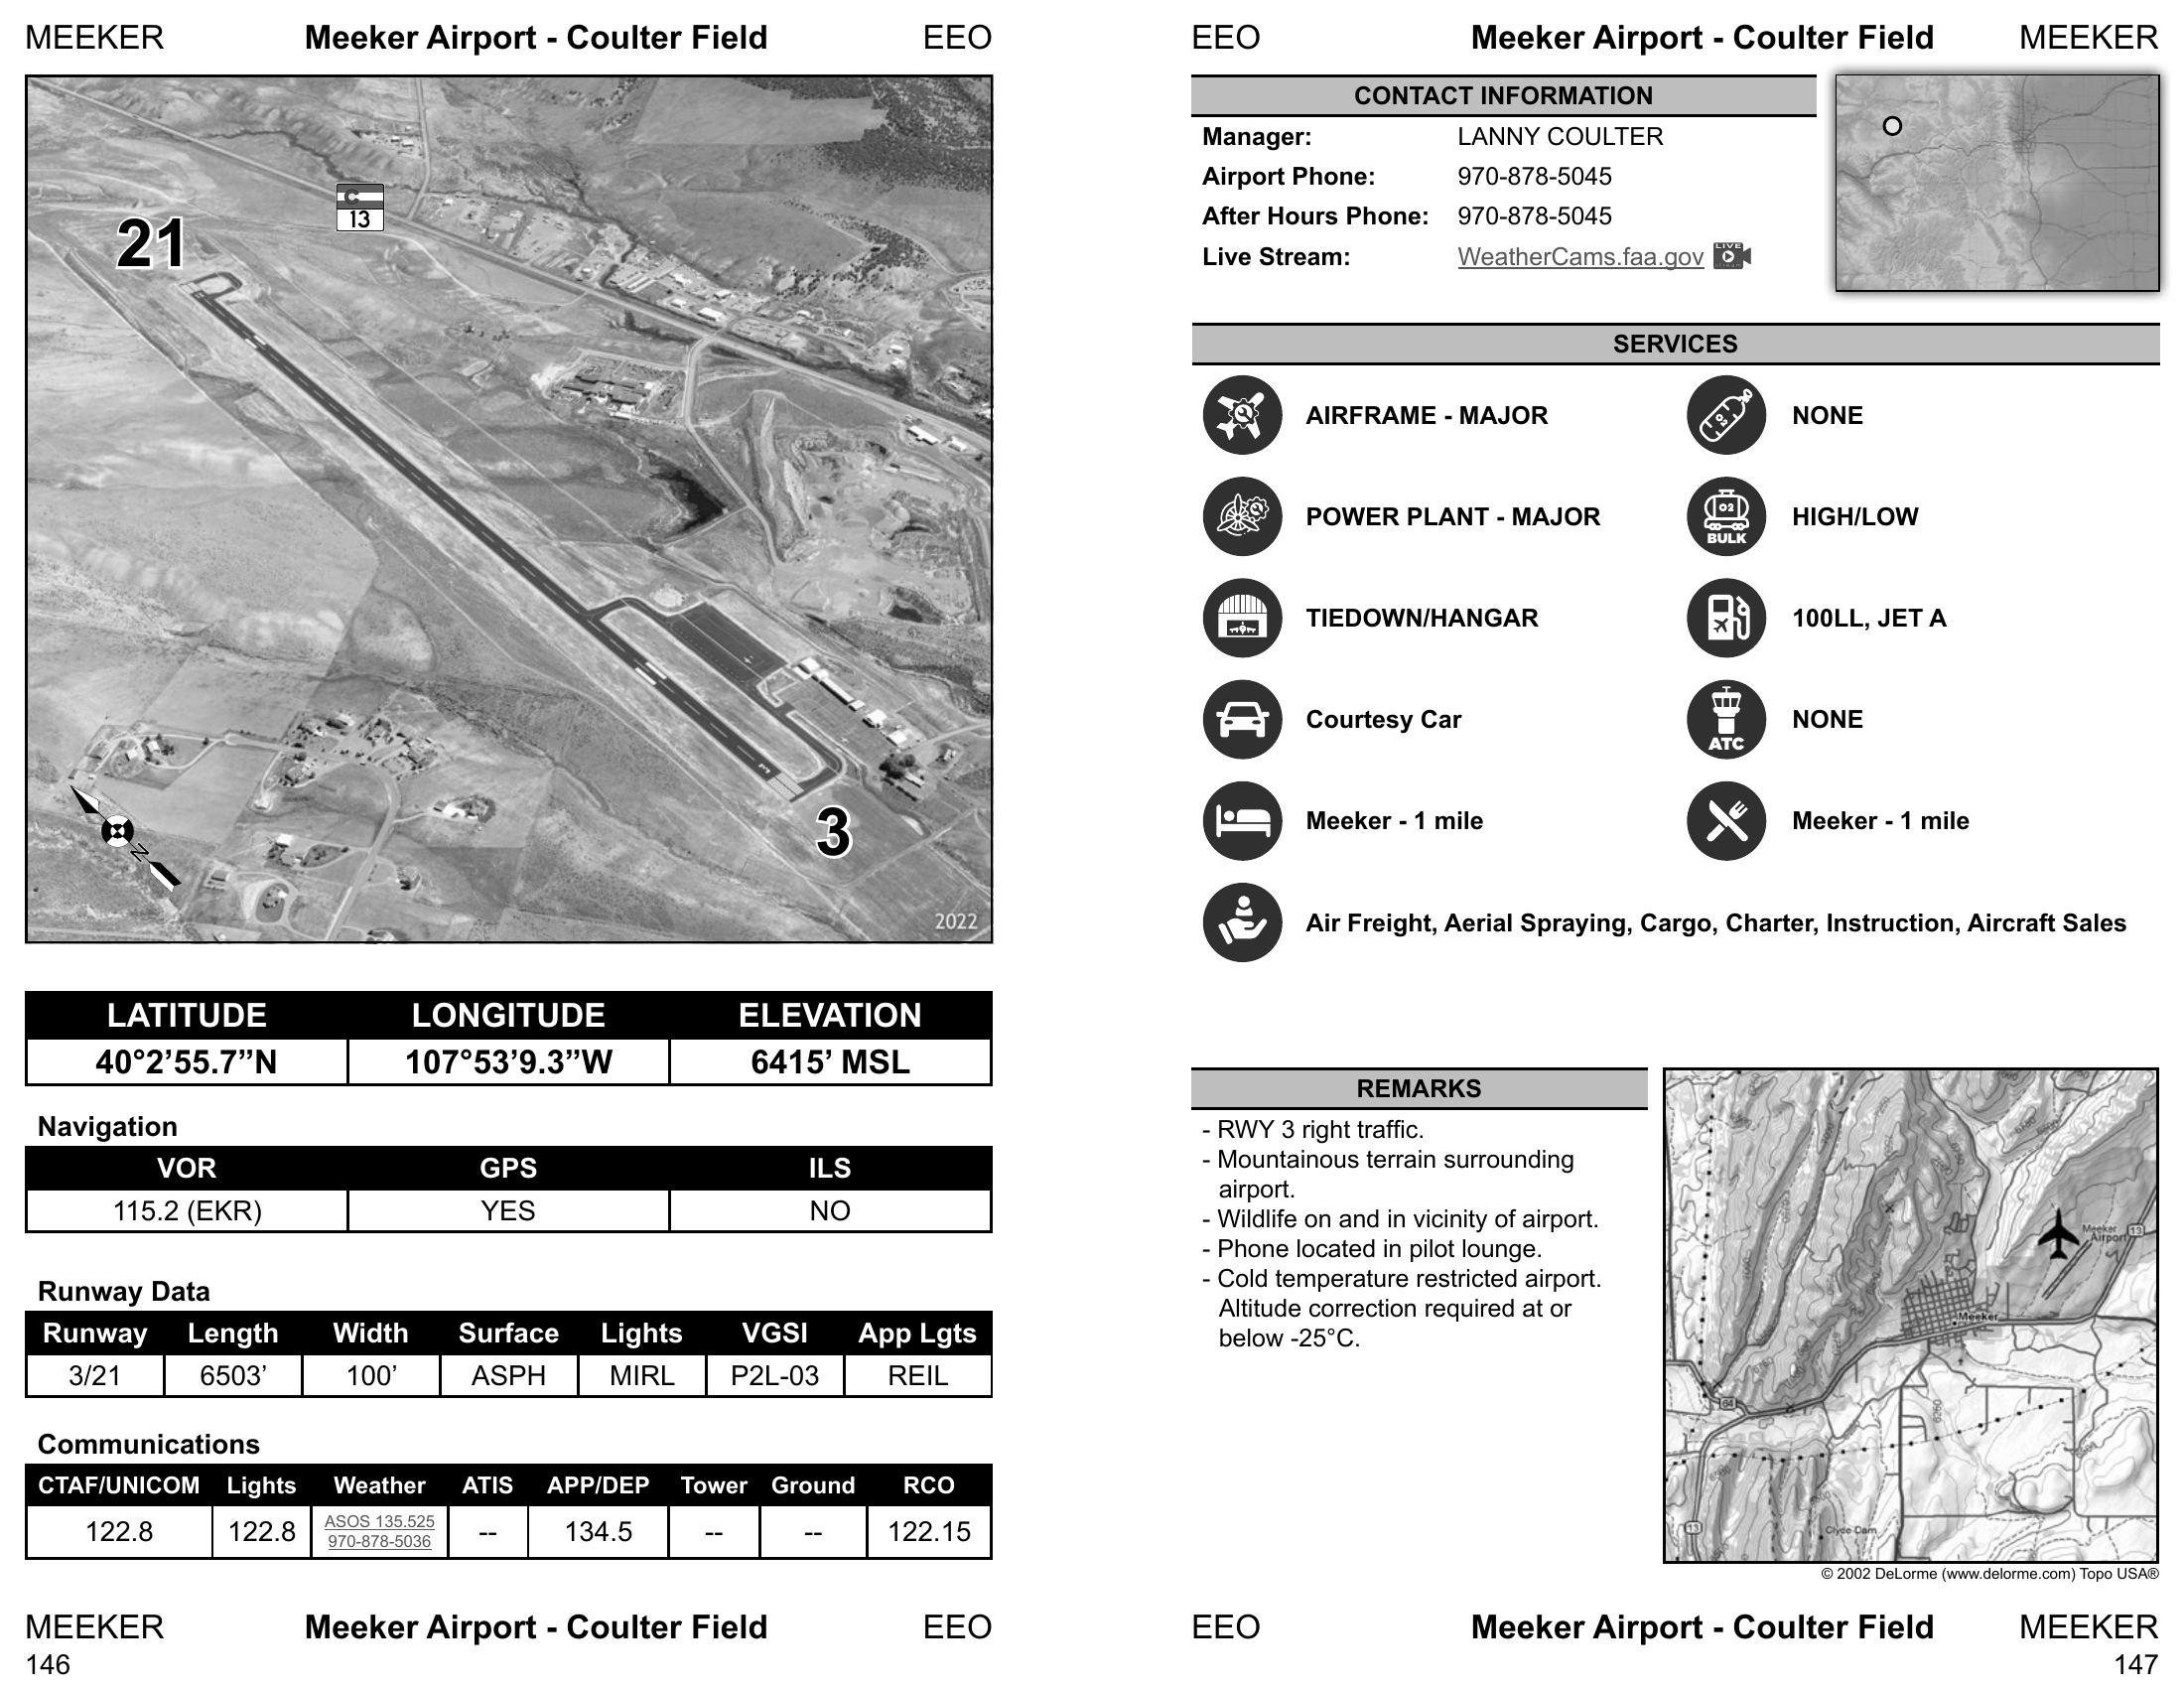 MEEKER Meeker Airport - Coulter Field EEO
21
C
13
3
N
2022
LATITUDE LONGITUDE ELEVATION
40°2’55.7”N 107°53’9.3”W 6415’ MSL
Navigation
VOR GPS ILS
115.2 (EKR) YES NO
Runway Data
Runway Length Width Surface Lights VGSI App Lgts
3/21 6503’ 100’ ASPH MIRL P2L-03 REIL
Communications
CTAF/UNICOM Lights Weather ATIS APP/DEP Tower Ground RCO
122.8 122.8 ASOS 135.525 -- 134.5 -- -- 122.15
970-878-5036
MEEKER Meeker Airport - Coulter Field EEO
146
EEO Meeker Airport - Coulter Field MEEKER
CONTACT INFORMATION
Manager: LANNY COULTER
Airport Phone: 970-878-5045
After Hours Phone: 970-878-5045
Live Stream: WeatherCams.faa.gov LIVE
SERVICES
AIRFRAME - MAJOR O2 NONE
POWER PLANT - MAJOR O2 BULK HIGH/LOW
TIEDOWN/HANGAR 100LL, JET A
Courtesy Car ATC NONE
Meeker - 1 mile Meeker - 1 mile
Air Freight, Aerial Spraying, Cargo, Charter, Instruction, Aircraft Sales
REMARKS
- RWY 3 right traffic.
- Mountainous terrain surrounding
airport.
- Wildlife on and in vicinity of airport.
- Phone located in pilot lounge.
- Cold temperature restricted airport.
Altitude correction required at or
below -25°C.
Meeker
Airport
13
Meeker
64
6250
13
Clyde Dam
© 2002 DeLorme (www.delorme.com) Topo USA®
EEO Meeker Airport - Coulter Field MEEKER
147